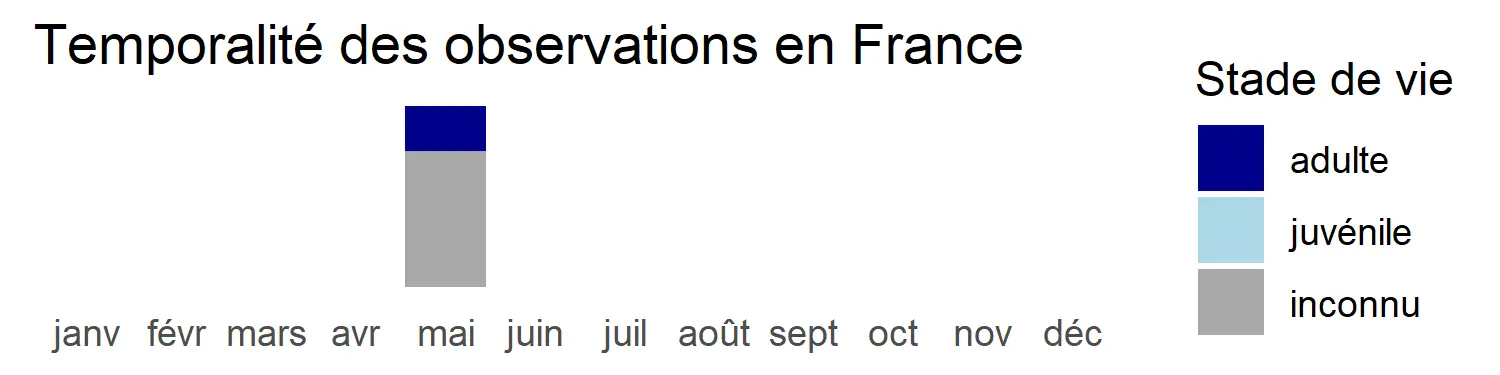 Temporalité des observations en France
Stade de vie
adulte
juvénile
inconnu
janv févr mars avr mai juin juil août sept oct nov déc